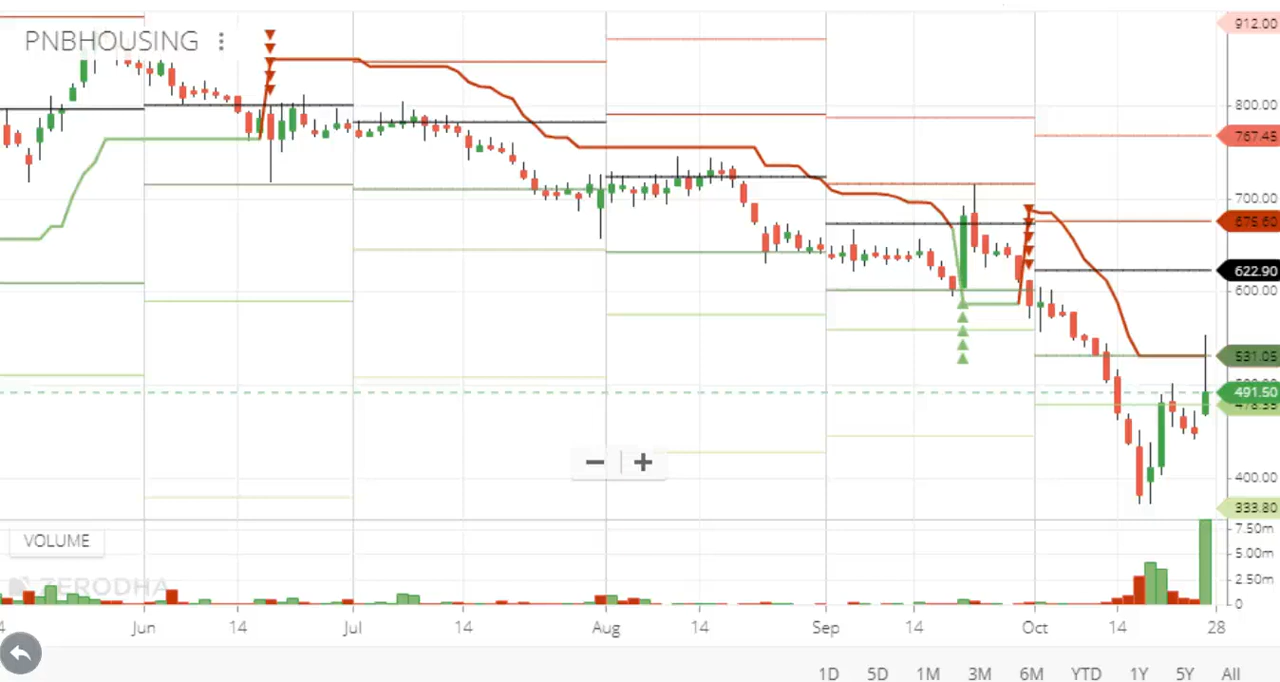 PNBHOUSING
912.00
800.00
767.45
700.00
675.60
622.90
600.00
531.05
491.50
400.00
333.80
VOLUME
7.50m
5.00m
2.50m
0
ZERODHA
Jun
14
Jul
14
Aug
14
Sep
14
Oct
14
28
1D 5D 1M 3M 6M YTD 1Y 5Y All